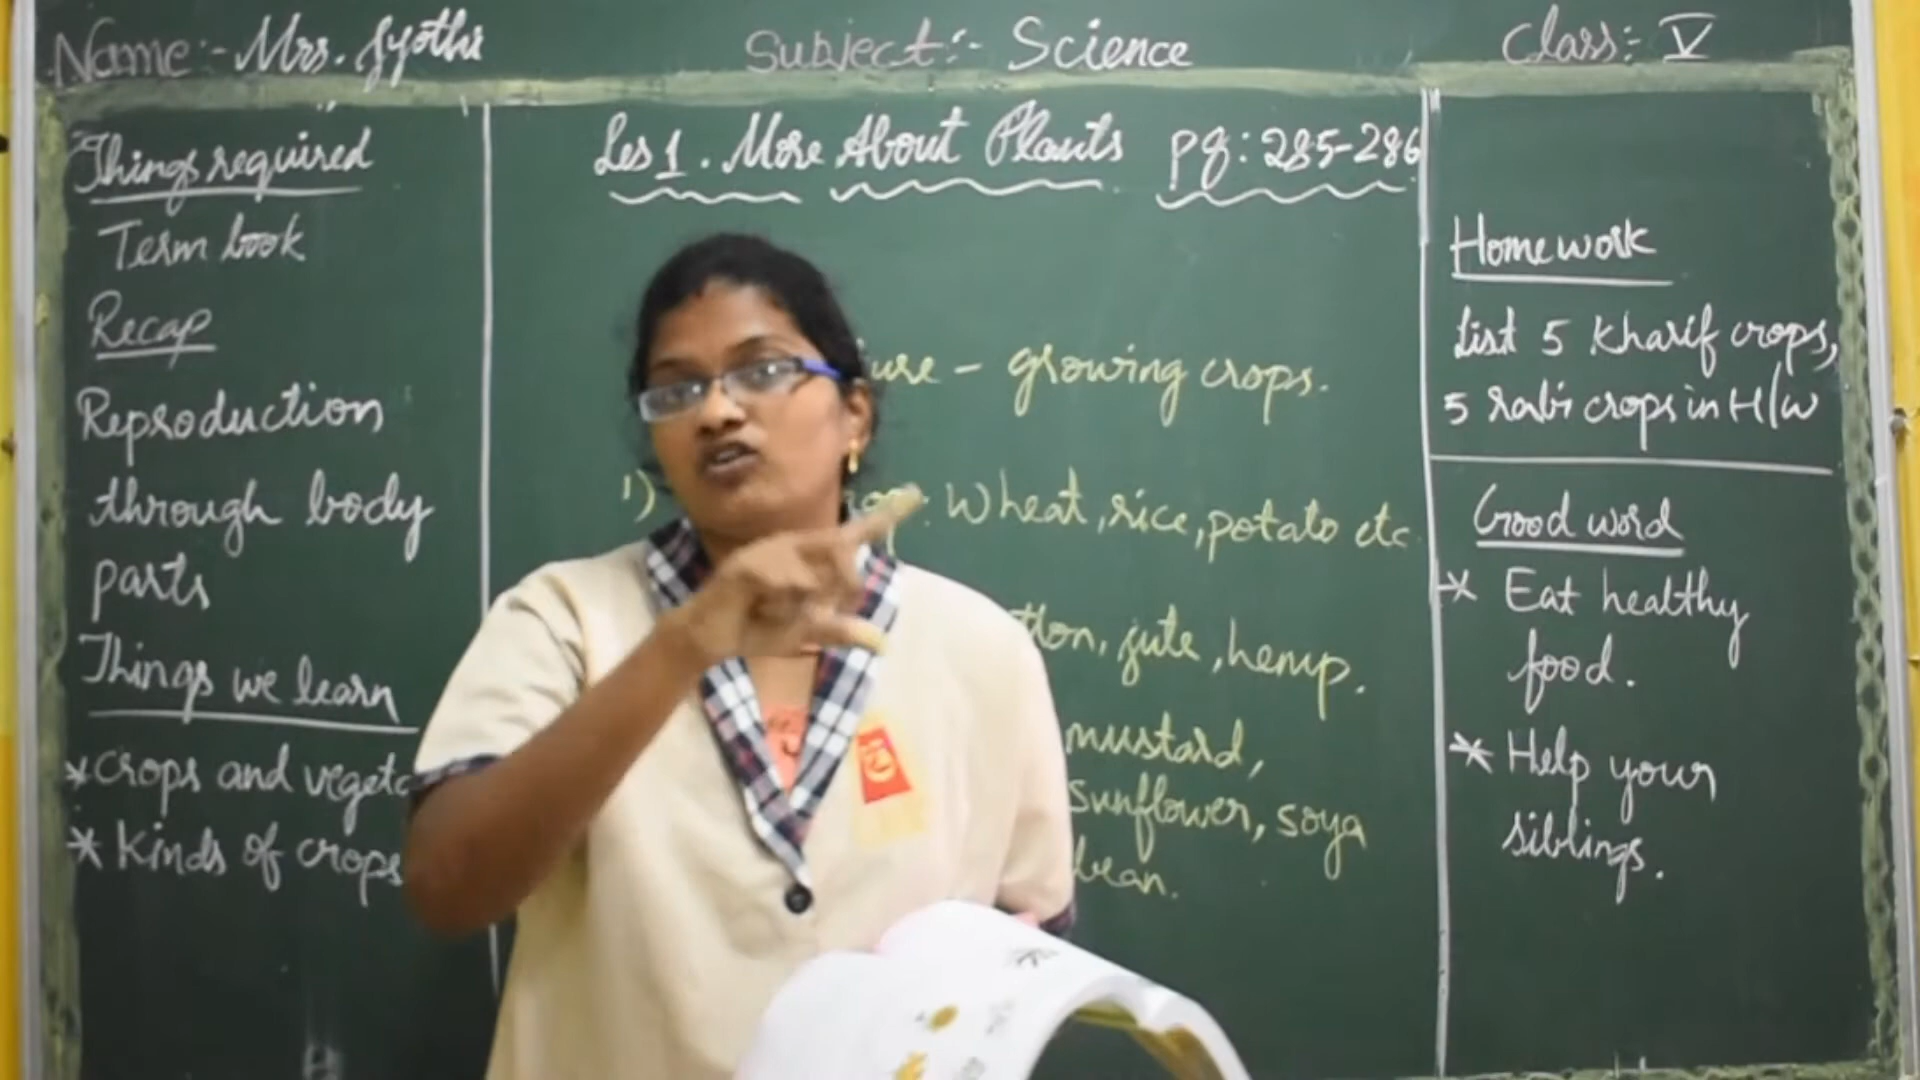 Name:- Mrs. Jyothi
Subject:- Science
Class:- V
Things required
Term book
Recap
Reproduction
through body
parts
Things we learn
* Crops and vegeta
* Kinds of crops
Les 1. More About Plants pg: 285-286
ure - growing crops.
1) rop: Wheat, rice, potato etc
tton, jute, hemp.
mustard,
sunflower, soya
bean.
Homework
List 5 Kharif crops,
5 rabi crops in H/W
Good word
* Eat healthy
food.
* Help your
siblings.